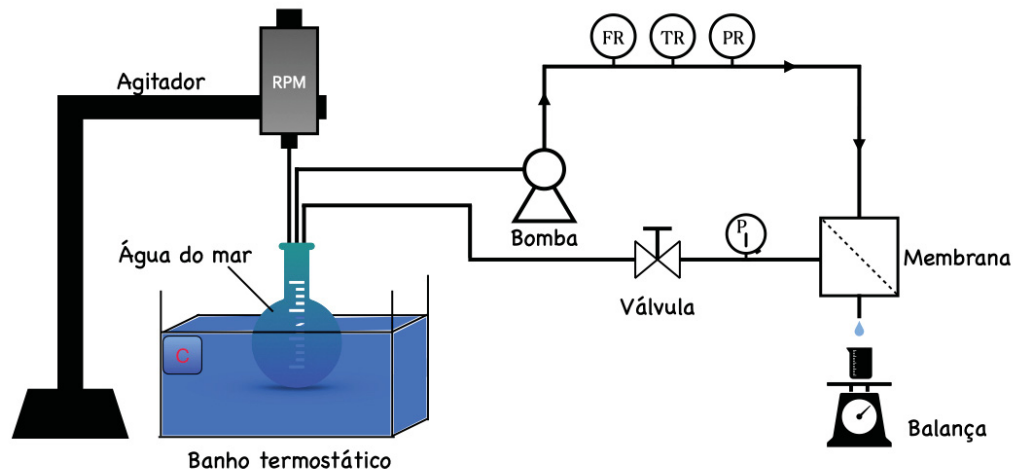 FR
TR
PR
Agitador
RPM
P
Bomba
Água do mar
Válvula
Membrana
C
Balança
Banho termostático